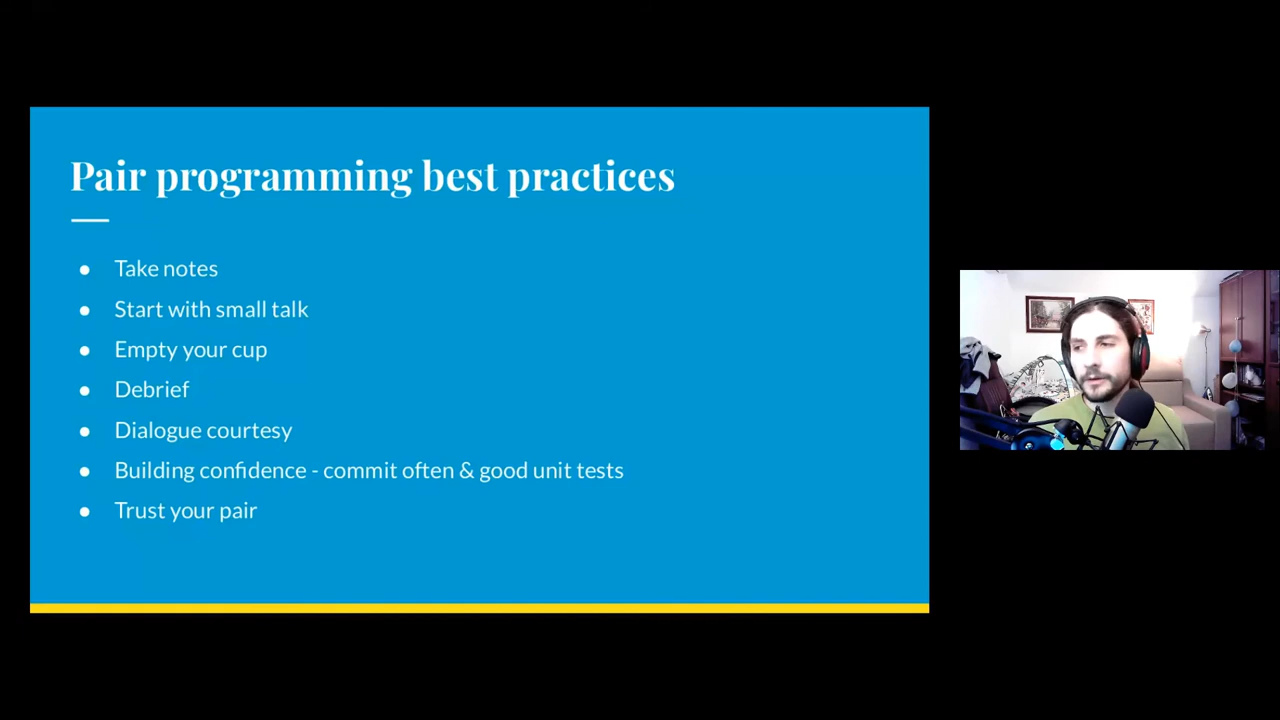 Pair programming best practices
● Take notes
● Start with small talk
● Empty your cup
● Debrief
● Dialogue courtesy
● Building confidence - commit often & good unit tests
● Trust your pair